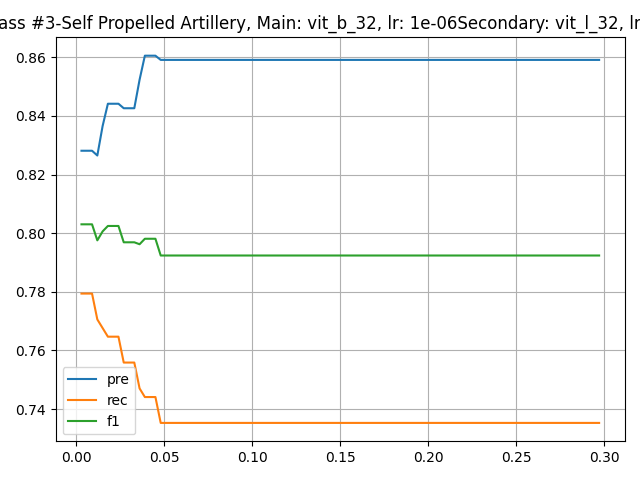 ass #3-Self Propelled Artillery, Main: vit_b_32, lr: 1e-06Secondary: vit_l_32, lr
0.86
0.84
0.82
0.80
0.78
0.76
0.74
pre
rec
f1
0.00 0.05 0.10 0.15 0.20 0.25 0.30